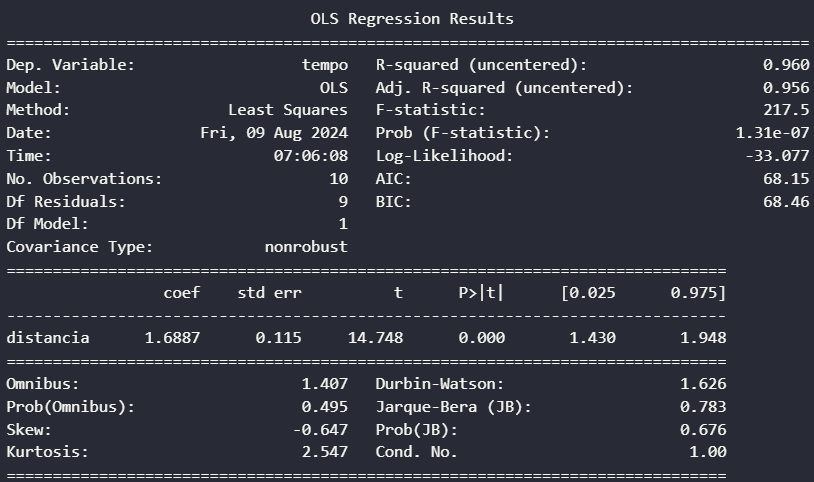 OLS Regression Results
==============================================================================
Dep. Variable: tempo R-squared (uncentered): 0.960
Model: OLS Adj. R-squared (uncentered): 0.956
Method: Least Squares F-statistic: 217.5
Date: Fri, 09 Aug 2024 Prob (F-statistic): 1.31e-07
Time: 07:06:08 Log-Likelihood: -33.077
No. Observations: 10 AIC: 68.15
Df Residuals: 9 BIC: 68.46
Df Model: 1
Covariance Type: nonrobust
==============================================================================
coef std err t P>|t| [0.025 0.975]
------------------------------------------------------------------------------
distancia 1.6887 0.115 14.748 0.000 1.430 1.948
==============================================================================
Omnibus: 1.407 Durbin-Watson: 1.626
Prob(Omnibus): 0.495 Jarque-Bera (JB): 0.783
Skew: -0.647 Prob(JB): 0.676
Kurtosis: 2.547 Cond. No. 1.00
==============================================================================